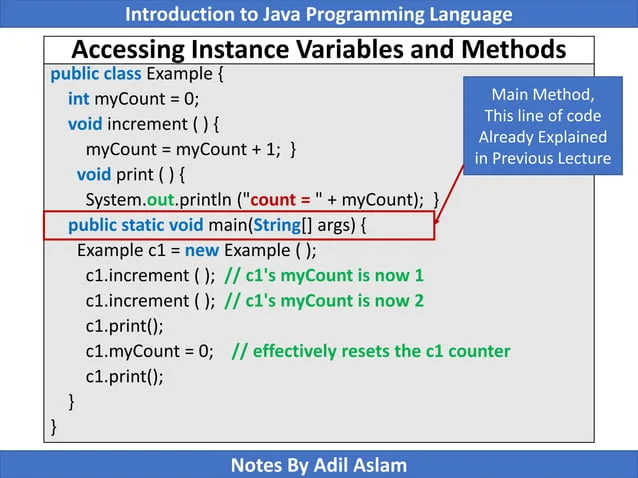 Introduction to Java Programming Language
Accessing Instance Variables and Methods
public class Example {
int myCount = 0;
void increment ( ) {
myCount = myCount + 1;  }
void print ( ) {
System.out.println ("count = " + myCount);  }
public static void main(String[] args) {
Example c1 = new Example ( );
c1.increment ( );  // c1's myCount is now 1
c1.increment ( );  // c1's myCount is now 2
c1.print();
c1.myCount = 0;    // effectively resets the c1 counter
c1.print();
}
}
Main Method,
This line of code
Already Explained
in Previous Lecture
Notes By Adil Aslam